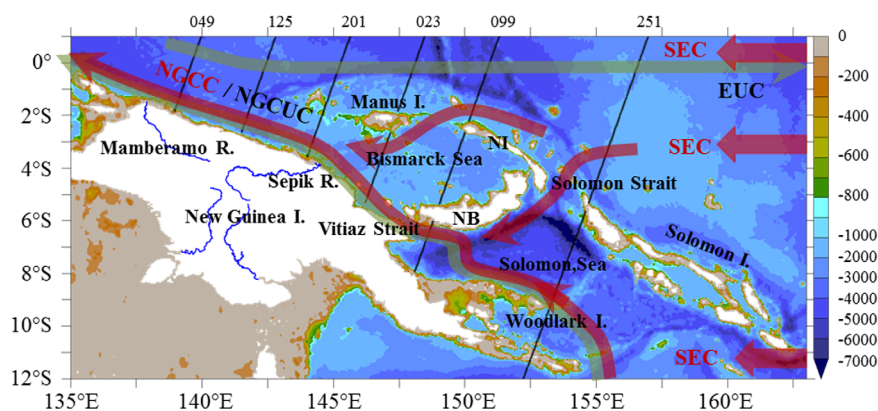 049 125 201 023 099 251
0°
2°S
4°S
6°S
8°S
10°S
12°S
135°E 140°E 145°E 150°E 155°E 160°E
0
-200
-400
-600
-800
-1000
-2000
-3000
-4000
-5000
-6000
-7000
SEC
NGCC / NGCUC
EUC
Manus I.
Mamberamo R.
NI
SEC
Bismarck Sea
Sepik R.
Solomon Strait
New Guinea I.
NB
Vitiaz Strait
Solomon I.
Solomon,Sea
Woodlark I.
SEC